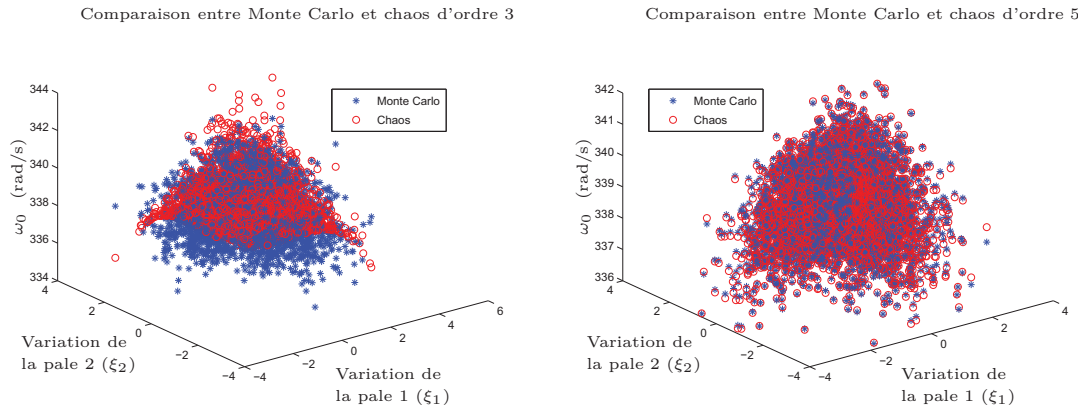 Comparaison entre Monte Carlo et chaos d'ordre 3
344
342
340
338
336
334
ω₀ (rad/s)
Monte Carlo
Chaos
4
2
0
−2
−4
−4
−2
0
2
4
6
Variation de
la pale 2 (ξ₂)
Variation de
la pale 1 (ξ₁)
Comparaison entre Monte Carlo et chaos d'ordre 5
342
341
340
339
338
337
336
ω₀ (rad/s)
Monte Carlo
Chaos
4
2
0
−2
−4
−4
−2
0
2
4
Variation de
la pale 2 (ξ₂)
Variation de
la pale 1 (ξ₁)